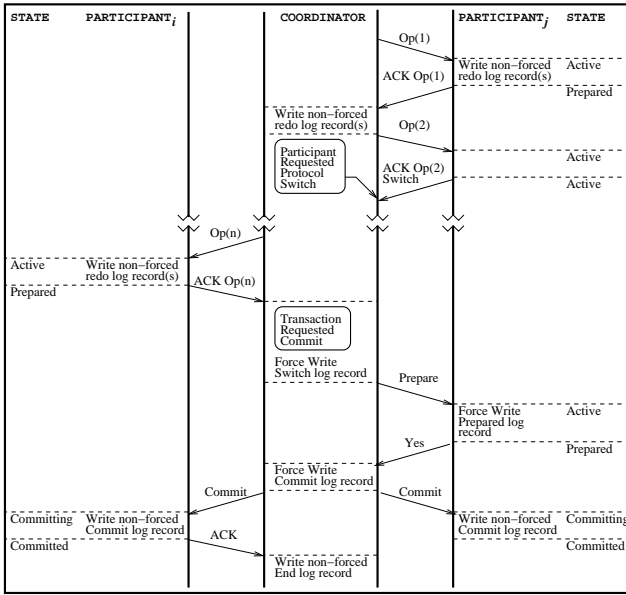 STATE PARTICIPANTi COORDINATOR PARTICIPANTj STATE
Op(1)
Write non−forced
redo log record(s)
Active
ACK Op(1)
Prepared
Write non−forced
redo log record(s)
Op(2)
Participant
Requested
Protocol
Switch
Active
ACK Op(2)
Switch
Active
Op(n)
Active
Write non−forced
redo log record(s)
Prepared
ACK Op(n)
Transaction
Requested
Commit
Force Write
Switch log record
Prepare
Force Write
Prepared log
record
Active
Yes
Prepared
Force Write
Commit log record
Commit
Commit
Committing
Write non−forced
Commit log record
Write non−forced
Commit log record
Committing
Committed
ACK
Committed
Write non−forced
End log record